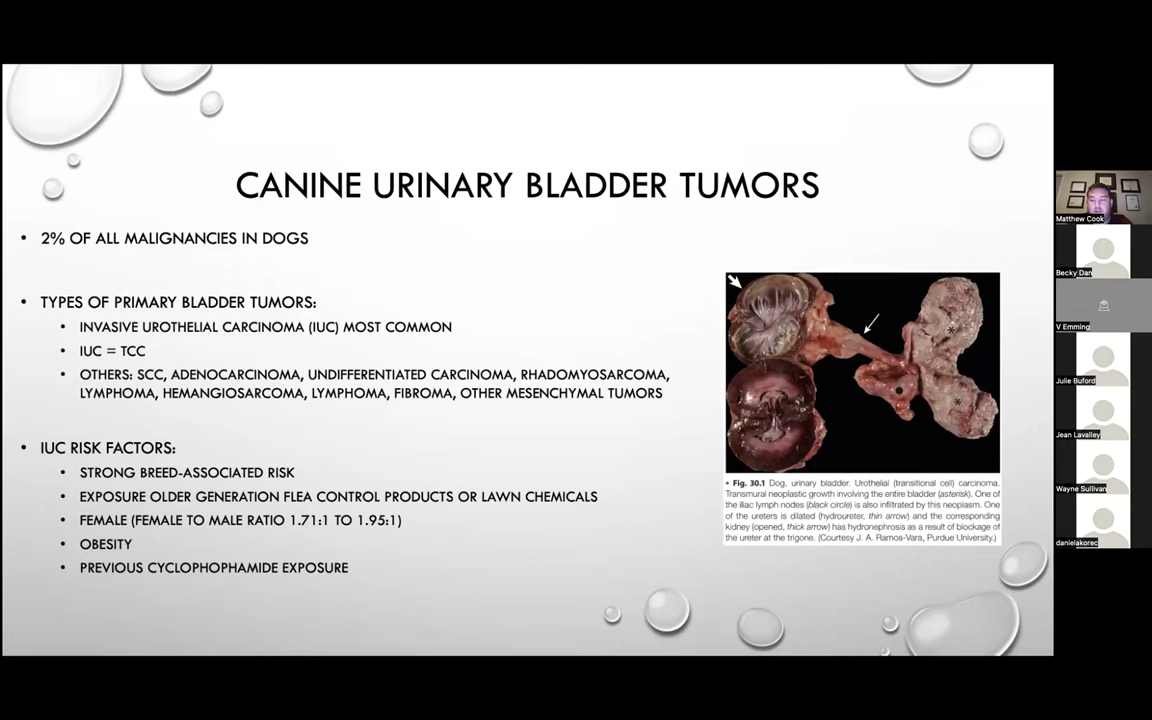 CANINE URINARY BLADDER TUMORS
• 2% OF ALL MALIGNANCIES IN DOGS
• TYPES OF PRIMARY BLADDER TUMORS:
• INVASIVE UROTHELIAL CARCINOMA (IUC) MOST COMMON
• IUC = TCC
• OTHERS: SCC, ADENOCARCINOMA, UNDIFFERENTIATED CARCINOMA, RHADOMYOSARCOMA,
LYMPHOMA, HEMANGIOSARCOMA, LYMPHOMA, FIBROMA, OTHER MESENCHYMAL TUMORS
• IUC RISK FACTORS:
• STRONG BREED-ASSOCIATED RISK
• EXPOSURE OLDER GENERATION FLEA CONTROL PRODUCTS OR LAWN CHEMICALS
• FEMALE (FEMALE TO MALE RATIO 1.71:1 TO 1.95:1)
• OBESITY
• PREVIOUS CYCLOPHOPHAMIDE EXPOSURE
• Fig. 30.1 Dog, urinary bladder. Urothelial (transitional cell) carcinoma.
Transmural neoplastic growth involving the entire bladder (asterisk). One of
the iliac lymph nodes (black circle) is also infiltrated by this neoplasm. One
of the ureters is dilated (hydroureter, thin arrow) and the corresponding
kidney (opened, thick arrow) has hydronephrosis as a result of blockage of
the ureter at the trigone. (Courtesy J. A. Ramos-Vara, Purdue University.)
Matthew Cook
Becky Dan
V Emming
Julie Buford
Jean Lavalley
Wayne Sullivan
danielakorec